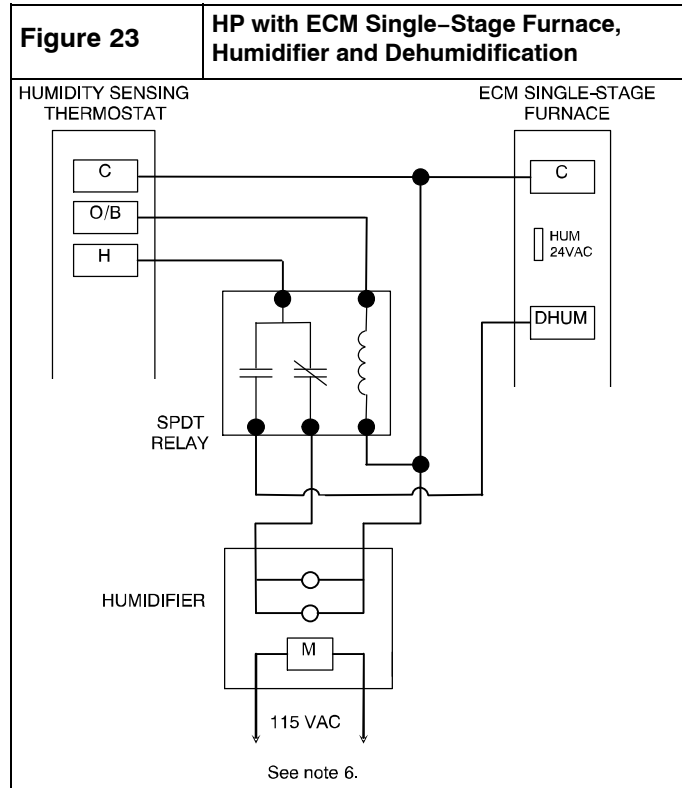 Figure 23
HP with ECM Single−Stage Furnace,
Humidifier and Dehumidification
HUMIDITY SENSING
THERMOSTAT
ECM SINGLE-STAGE
FURNACE
C
C
O/B
HUM
24VAC
H
DHUM
SPDT
RELAY
HUMIDIFIER
M
115 VAC
See note 6.